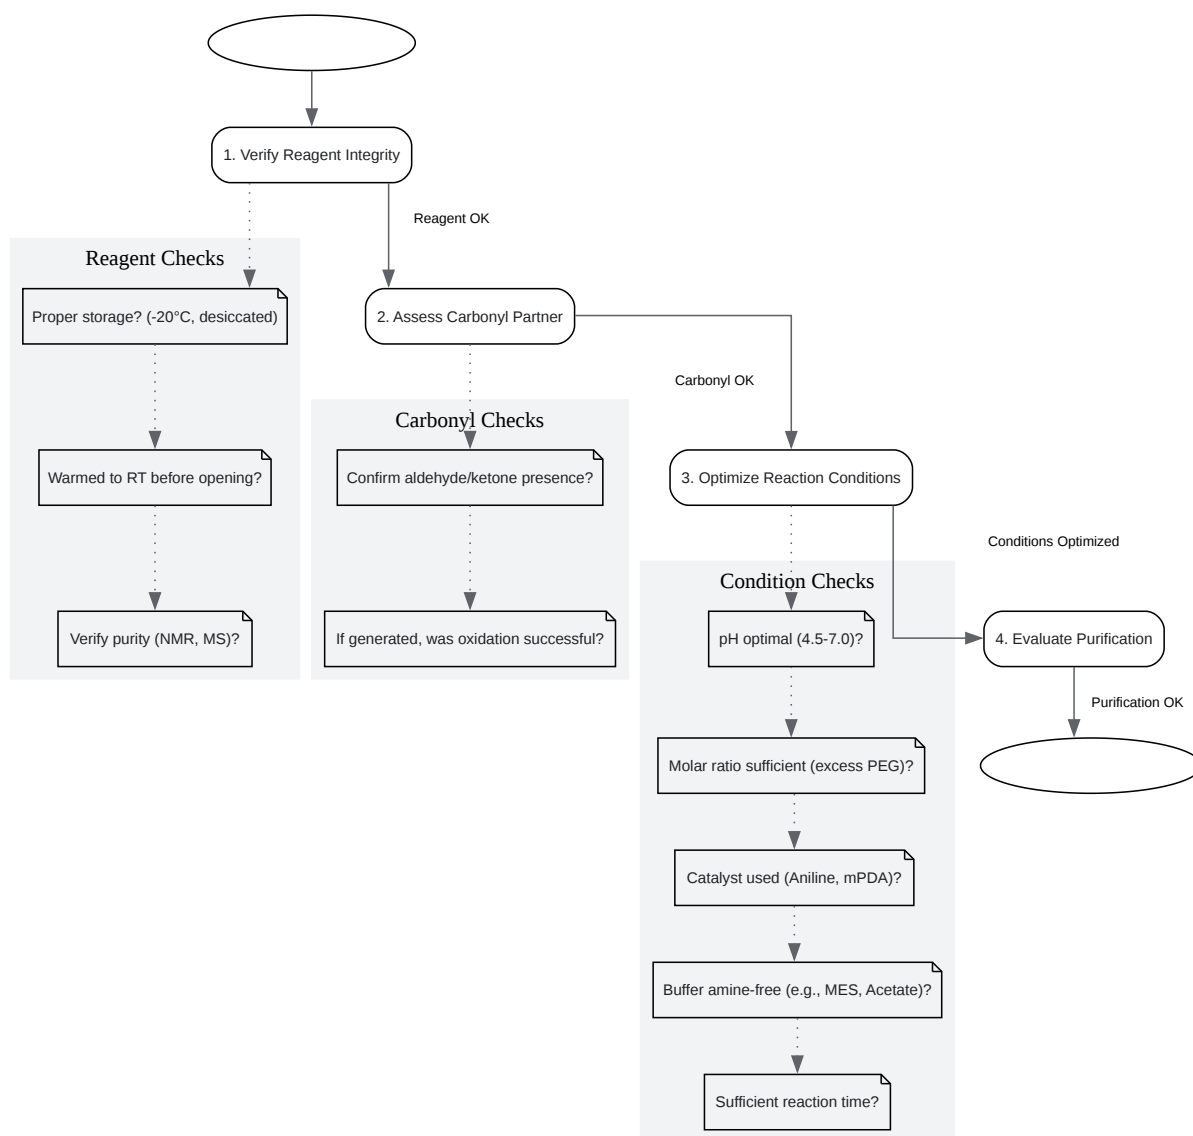 1. Verify Reagent Integrity
Reagent OK
Reagent Checks
Proper storage? (-20°C, desiccated)
2. Assess Carbonyl Partner
Carbonyl OK
Carbonyl Checks
Warmed to RT before opening?
Confirm aldehyde/ketone presence?
3. Optimize Reaction Conditions
Conditions Optimized
Condition Checks
Verify purity (NMR, MS)?
If generated, was oxidation successful?
pH optimal (4.5-7.0)?
4. Evaluate Purification
Purification OK
Molar ratio sufficient (excess PEG)?
Catalyst used (Aniline, mPDA)?
Buffer amine-free (e.g., MES, Acetate)?
Sufficient reaction time?